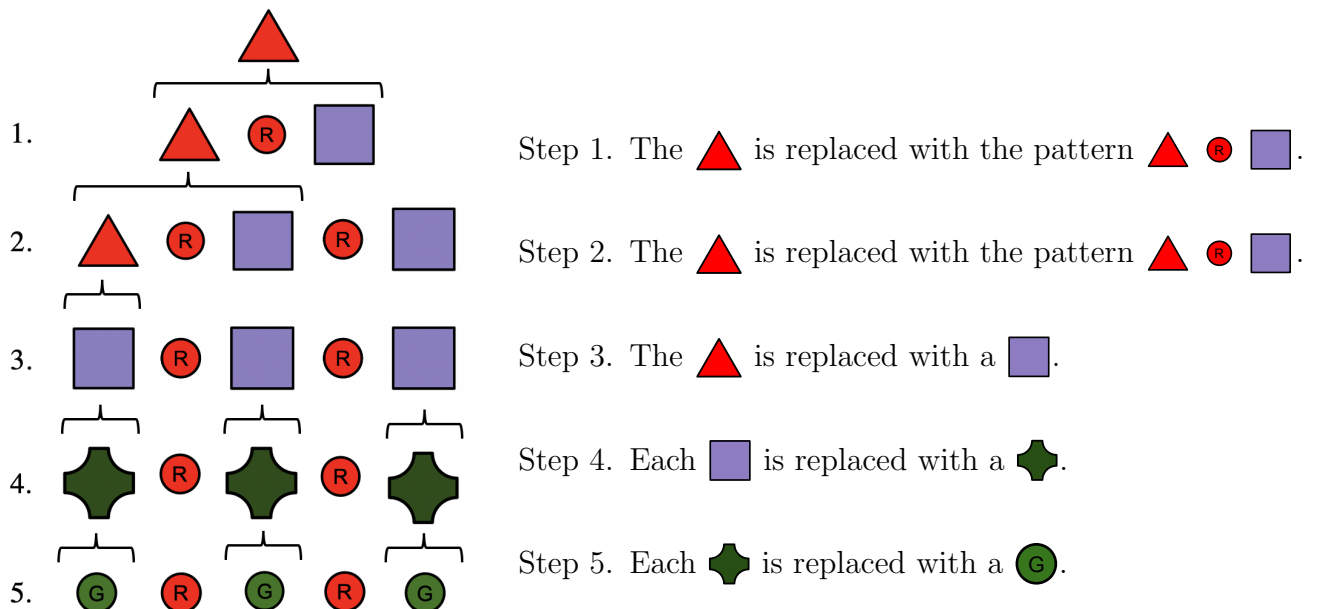 1. R
Step 1. The is replaced with the pattern R .
2. R R
Step 2. The is replaced with the pattern R .
3. R R
Step 3. The is replaced with a .
4. R R
Step 4. Each is replaced with a .
5. G R G R G
Step 5. Each is replaced with a G .